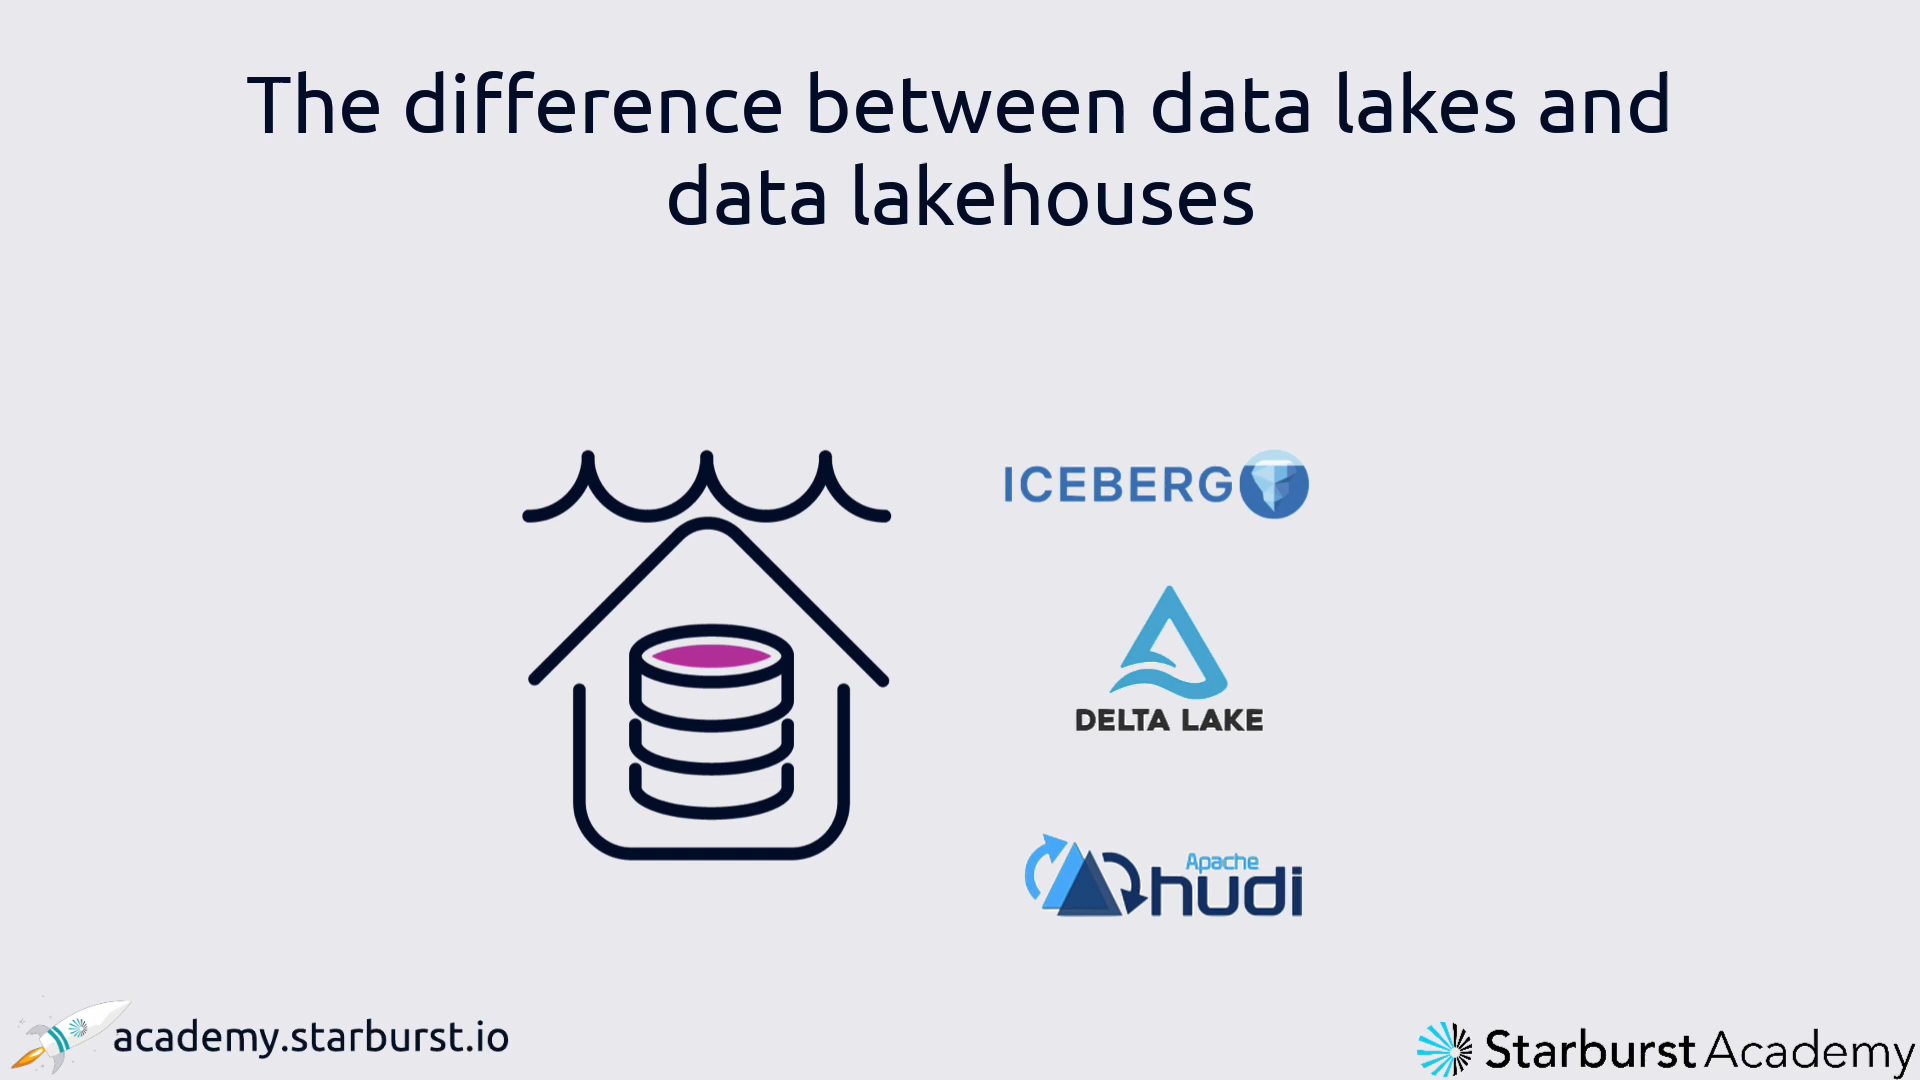 The difference between data lakes and
data lakehouses
ICEBERG
DELTA LAKE
Apache
hudi
academy.starburst.io
Starburst Academy